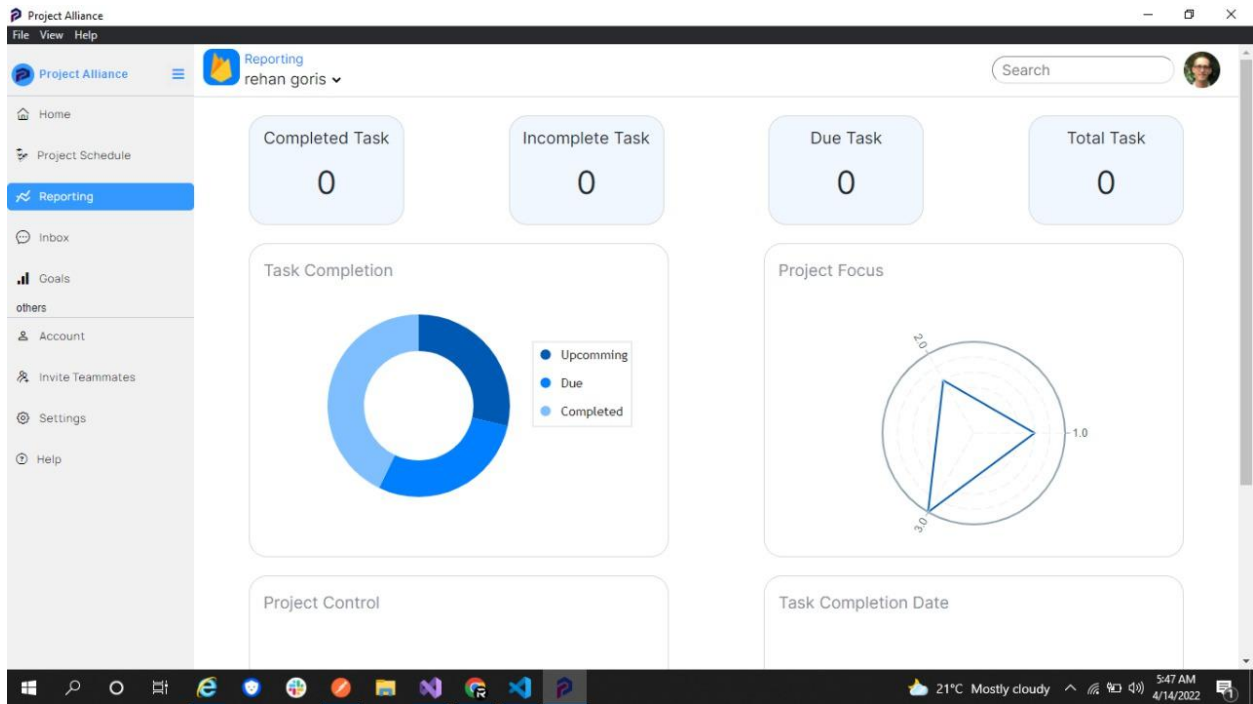 Project Alliance
File View Help
Project Alliance
Reporting
rehan goris
Search
Home
Project Schedule
Reporting
Inbox
Goals
others
Account
Invite Teammates
Settings
Help
Completed Task
0
Incomplete Task
0
Due Task
0
Total Task
0
Task Completion
Upcomming
Due
Completed
Project Focus
2.0
1.0
3.0
Project Control
Task Completion Date
21°C Mostly cloudy
5:47 AM
4/14/2022
1